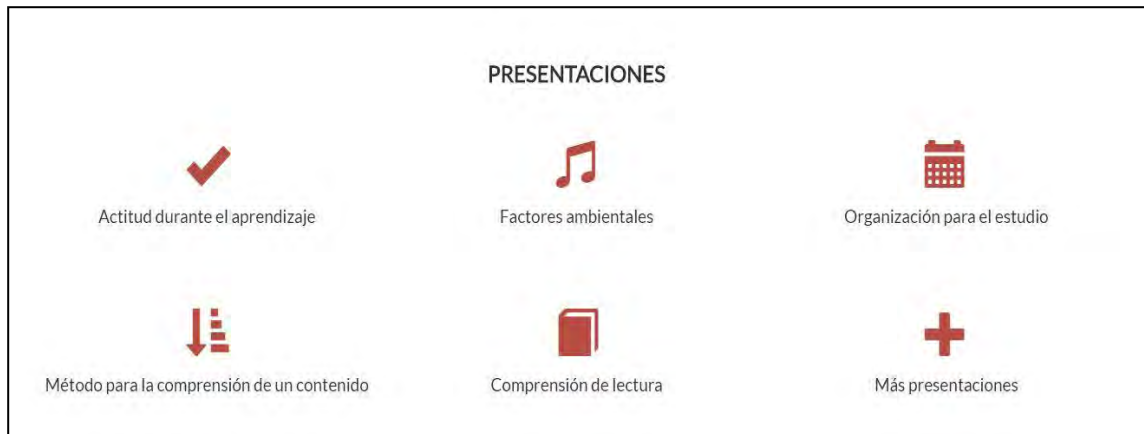 PRESENTACIONES
Actitud durante el aprendizaje
Factores ambientales
Organización para el estudio
Método para la comprensión de un contenido
Comprensión de lectura
Más presentaciones